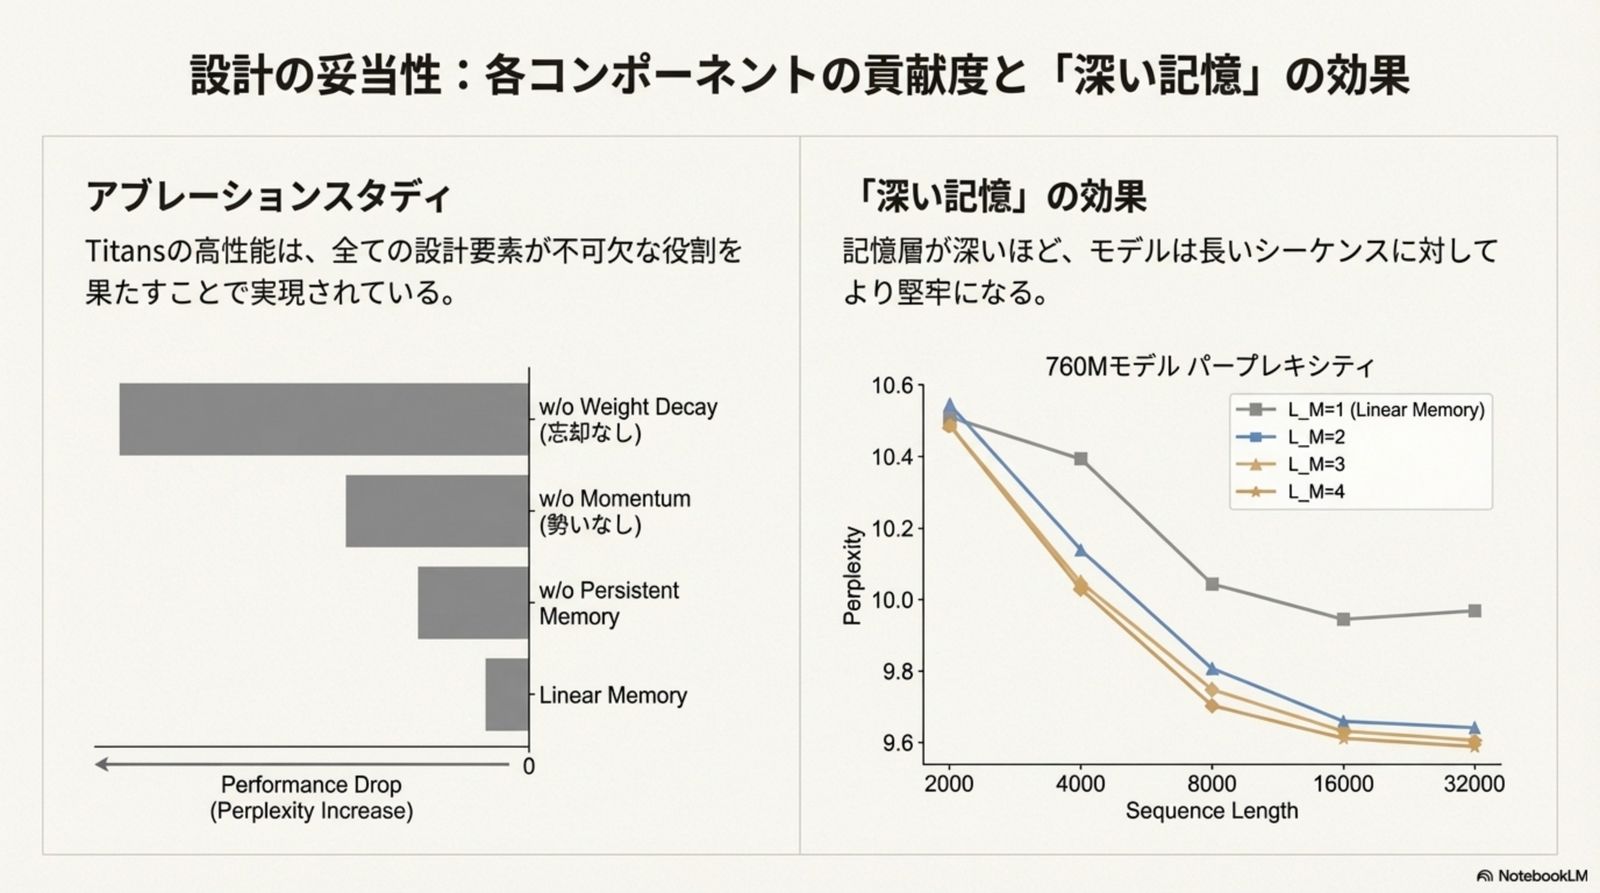 設計の妥当性：各コンポーネントの貢献度と「深い記憶」の効果
アブレーションスタディ
Titansの高性能は、全ての設計要素が不可欠な役割を
果たすことで実現されている。
w/o Weight Decay
(忘却なし)
w/o Momentum
(勢いなし)
w/o Persistent
Memory
Linear Memory
0
Performance Drop
(Perplexity Increase)
「深い記憶」の効果
記憶層が深いほど、モデルは長いシーケンスに対して
より堅牢になる。
760Mモデル パープレキシティ
L_M=1 (Linear Memory)
L_M=2
L_M=3
L_M=4
Perplexity
10.6
10.4
10.2
10.0
9.8
9.6
2000 4000 8000 16000 32000
Sequence Length
NotebookLM